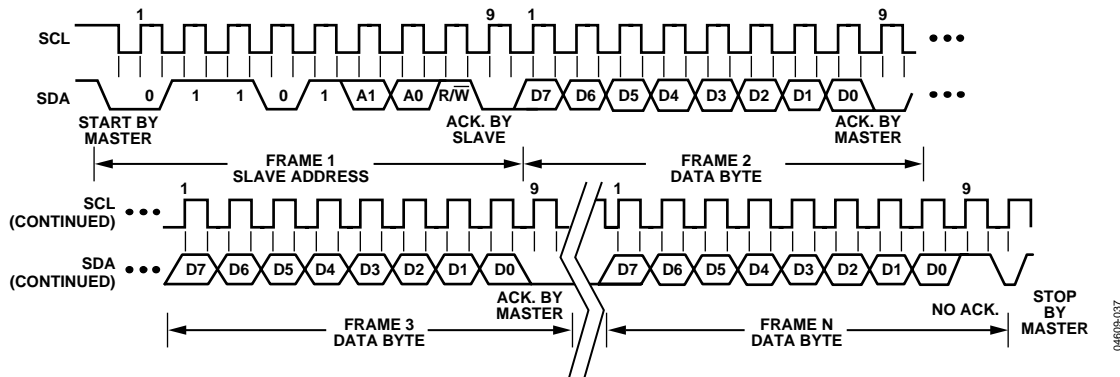 1 9 1 9
SCL
SDA 0 1 1 0 1 A1 A0 R/W̅ D7 D6 D5 D4 D3 D2 D1 D0
START BY MASTER
ACK. BY SLAVE
ACK. BY MASTER
FRAME 1
SLAVE ADDRESS
FRAME 2
DATA BYTE
1 9 1 9
SCL
(CONTINUED)
SDA
(CONTINUED)
D7 D6 D5 D4 D3 D2 D1 D0 D7 D6 D5 D4 D3 D2 D1 D0
ACK. BY
MASTER
NO ACK.
STOP
BY
MASTER
FRAME 3
DATA BYTE
FRAME N
DATA BYTE
04609-037